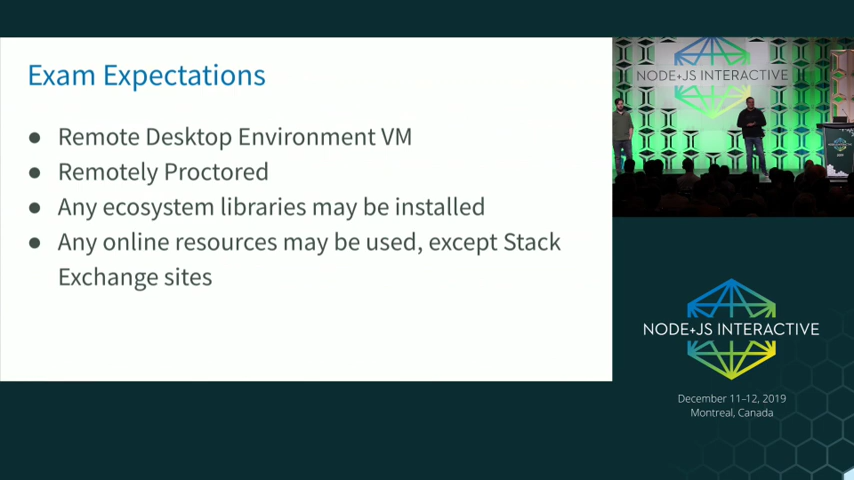 Exam Expectations
● Remote Desktop Environment VM
● Remotely Proctored
● Any ecosystem libraries may be installed
● Any online resources may be used, except Stack
Exchange sites
NODE+JS INTERACTIVE
NODE+JS INTERACTIVE
December 11–12, 2019
Montreal, Canada